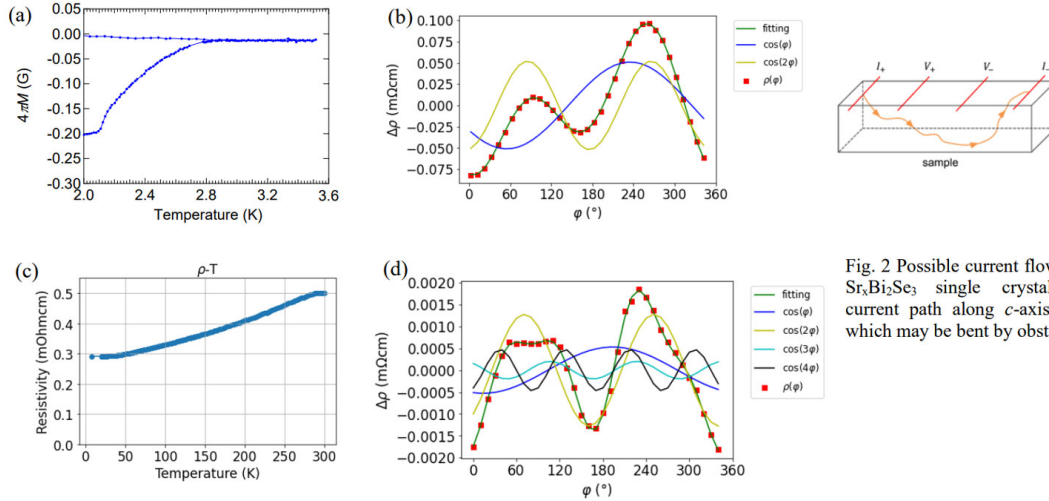 (a)
0.05
0.00
-0.05
-0.10
-0.15
-0.20
-0.25
-0.30
4πM (G)
2.0 2.4 2.8 3.2 3.6
Temperature (K)
(b)
0.100
0.075
0.050
0.025
0.000
−0.025
−0.050
−0.075
Δρ (mΩcm)
0 60 120 180 240 300 360
φ (°)
fitting
cos(φ)
cos(2φ)
ρ(φ)
I+ V+ V− I−
sample
(c)
ρ-T
0.5
0.4
0.3
0.2
0.1
0.0
Resistivity (mOhmcm)
0 50 100 150 200 250 300
Temperature (K)
(d)
0.0020
0.0015
0.0010
0.0005
0.0000
−0.0005
−0.0010
−0.0015
−0.0020
Δρ (mΩcm)
0 60 120 180 240 300 360
φ (°)
fitting
cos(φ)
cos(2φ)
cos(3φ)
cos(4φ)
ρ(φ)
Fig. 2 Possible current flow
SrₓBi₂Se₃ single crystal
current path along c-axis
which may be bent by obst